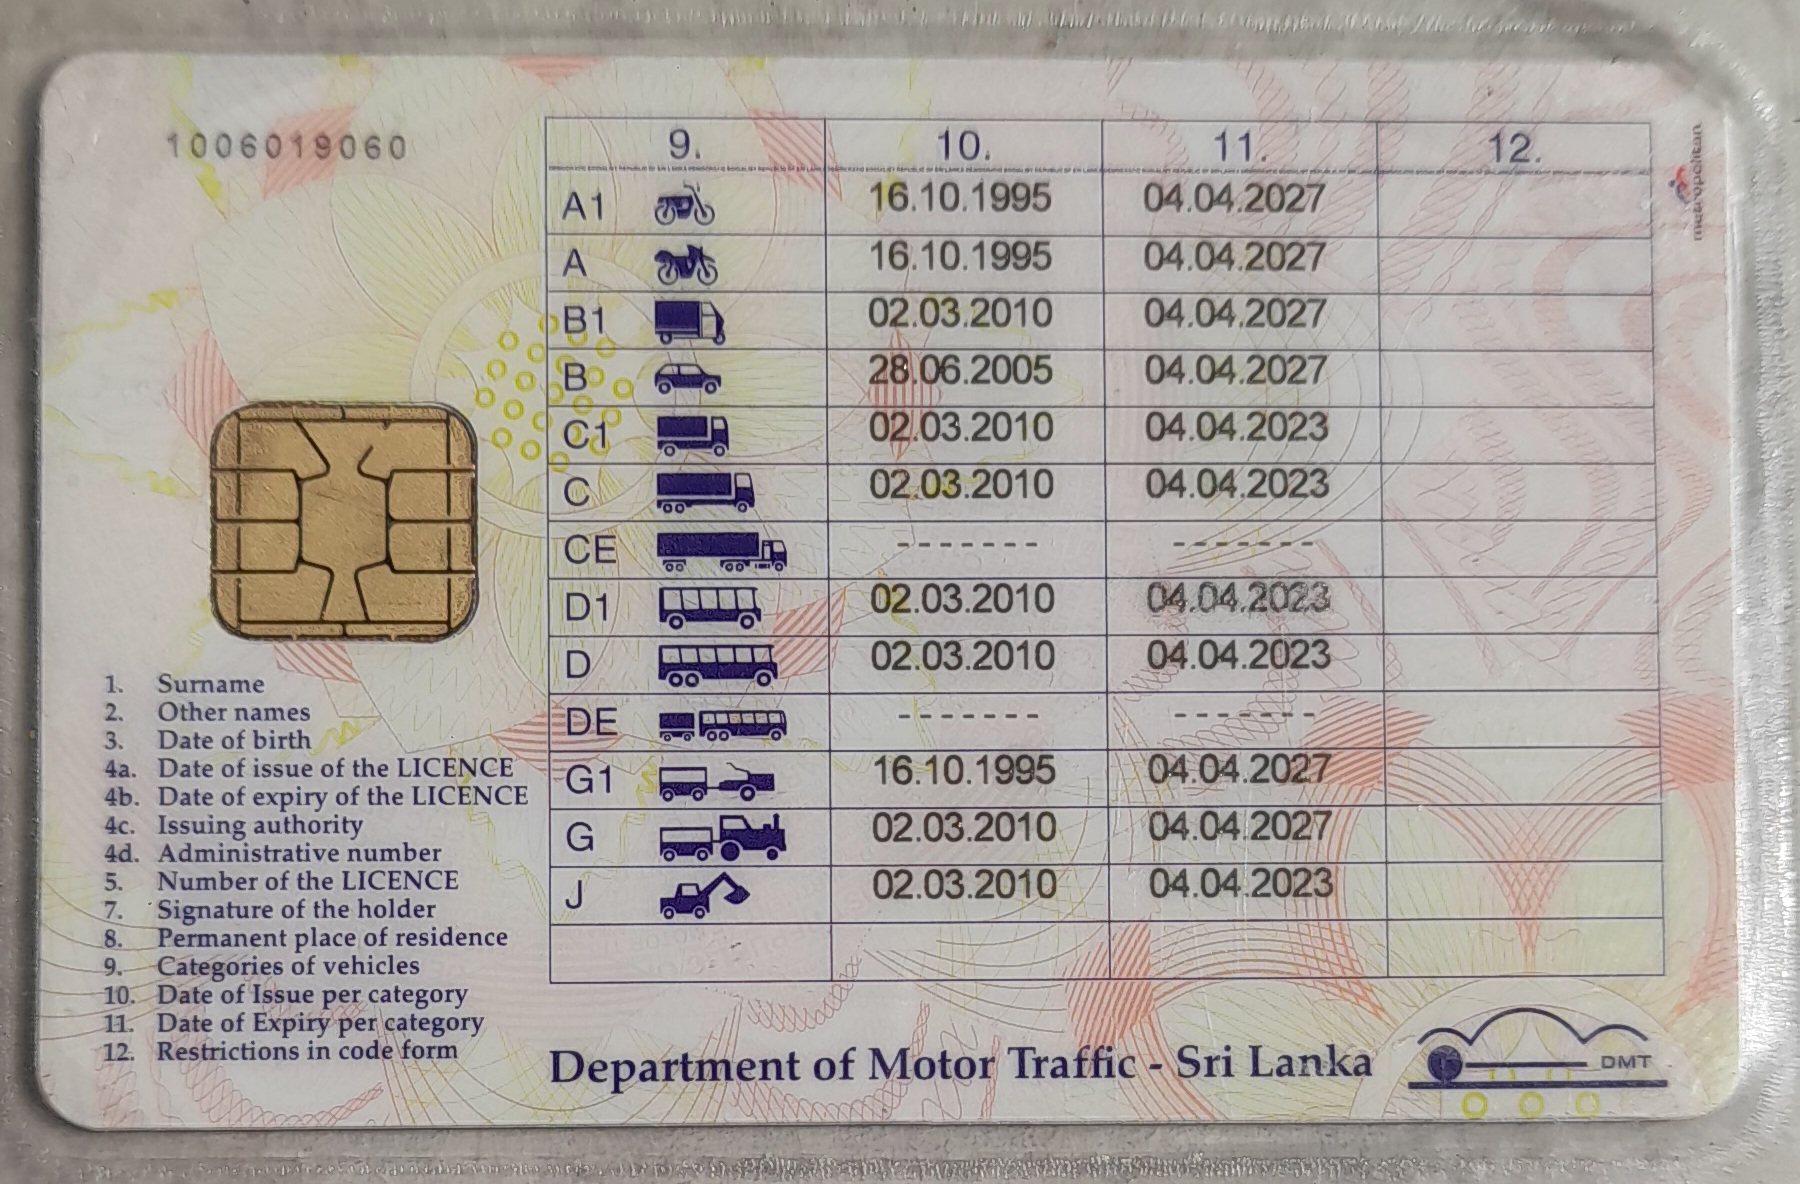 1006019060
9. 10. 11. 12.
A1 16.10.1995 04.04.2027
A 16.10.1995 04.04.2027
B1 02.03.2010 04.04.2027
B 28.06.2005 04.04.2027
C1 02.03.2010 04.04.2023
C 02.03.2010 04.04.2023
CE ------- -------
D1 02.03.2010 04.04.2023
D 02.03.2010 04.04.2023
DE ------- -------
G1 16.10.1995 04.04.2027
G 02.03.2010 04.04.2027
J 02.03.2010 04.04.2023
metropolitan
1. Surname
2. Other names
3. Date of birth
4a. Date of issue of the LICENCE
4b. Date of expiry of the LICENCE
4c. Issuing authority
4d. Administrative number
5. Number of the LICENCE
7. Signature of the holder
8. Permanent place of residence
9. Categories of vehicles
10. Date of Issue per category
11. Date of Expiry per category
12. Restrictions in code form
Department of Motor Traffic - Sri Lanka
DMT